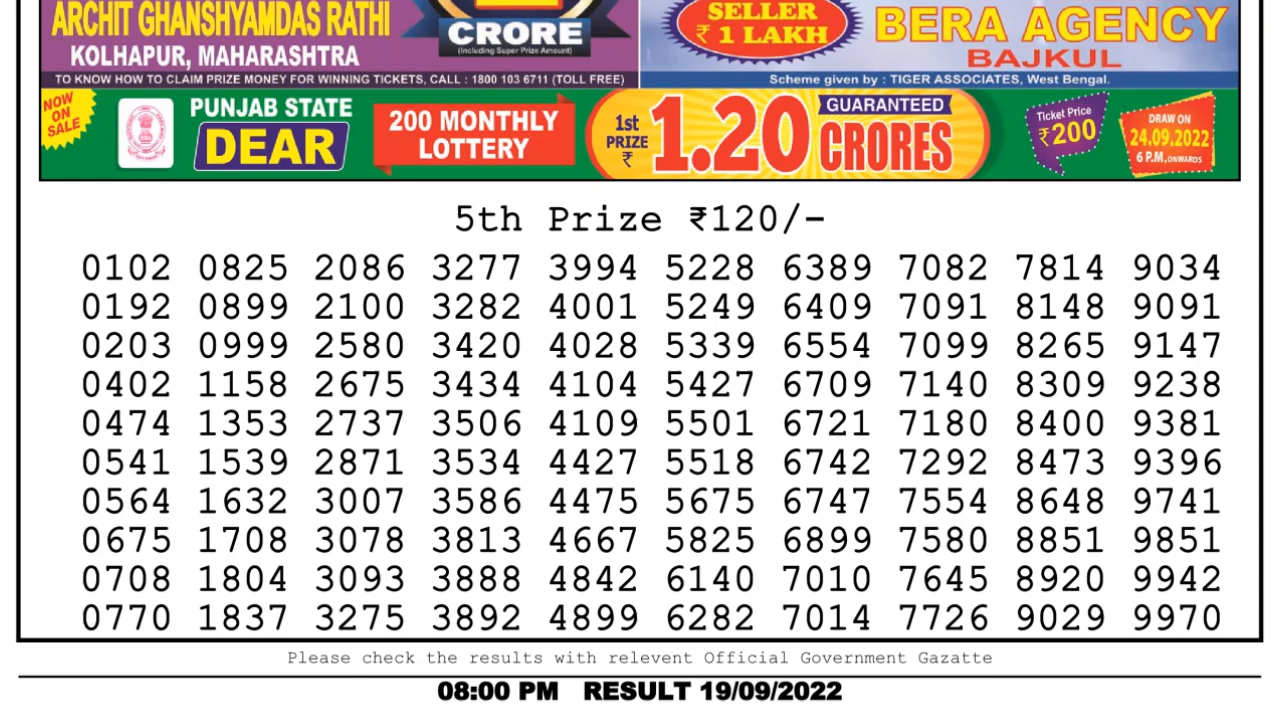 ARCHIT GHANSHYAMDAS RATHI
KOLHAPUR, MAHARASHTRA
CRORE
(Including Super Prize Amount)
TO KNOW HOW TO CLAIM PRIZE MONEY FOR WINNING TICKETS, CALL : 1800 103 6711 (TOLL FREE)
SELLER
₹ 1 LAKH
BERA AGENCY
BAJKUL
Scheme given by : TIGER ASSOCIATES, West Bengal.
NOW
ON
SALE
PUNJAB STATE
DEAR
200 MONTHLY
LOTTERY
1st
PRIZE
₹
1.20
GUARANTEED
CRORES
Ticket Price
₹200
DRAW ON
24.09.2022
6 P.M. ONWARDS
5th Prize ₹120/-
0102 0825 2086 3277 3994 5228 6389 7082 7814 9034
0192 0899 2100 3282 4001 5249 6409 7091 8148 9091
0203 0999 2580 3420 4028 5339 6554 7099 8265 9147
0402 1158 2675 3434 4104 5427 6709 7140 8309 9238
0474 1353 2737 3506 4109 5501 6721 7180 8400 9381
0541 1539 2871 3534 4427 5518 6742 7292 8473 9396
0564 1632 3007 3586 4475 5675 6747 7554 8648 9741
0675 1708 3078 3813 4667 5825 6899 7580 8851 9851
0708 1804 3093 3888 4842 6140 7010 7645 8920 9942
0770 1837 3275 3892 4899 6282 7014 7726 9029 9970
Please check the results with relevent Official Government Gazatte
08:00 PM RESULT 19/09/2022